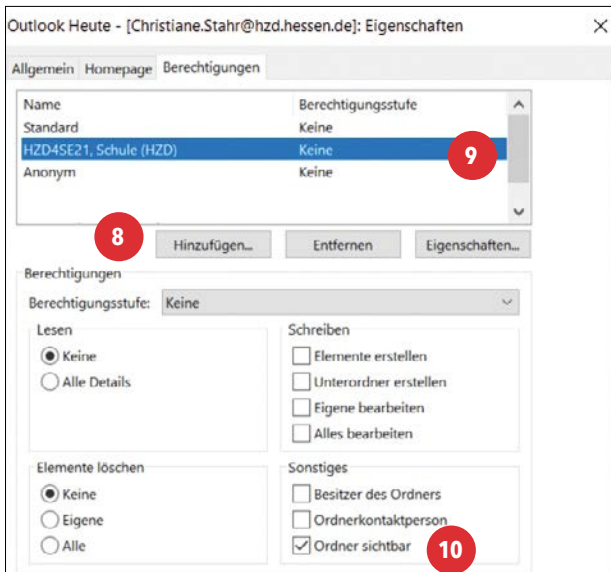 Outlook Heute - [Christiane.Stahr@hzd.hessen.de]: Eigenschaften
Allgemein Homepage Berechtigungen
Name Berechtigungsstufe
Standard Keine
HZD4SE21, Schule (HZD) Keine
9
Anonym Keine
8
Hinzufügen... Entfernen Eigenschaften...
Berechtigungen
Berechtigungsstufe: Keine
Lesen
Keine
Alle Details
Schreiben
Elemente erstellen
Unterordner erstellen
Eigene bearbeiten
Alles bearbeiten
Elemente löschen
Keine
Eigene
Alle
Sonstiges
Besitzer des Ordners
Ordnerkontaktperson
Ordner sichtbar
10